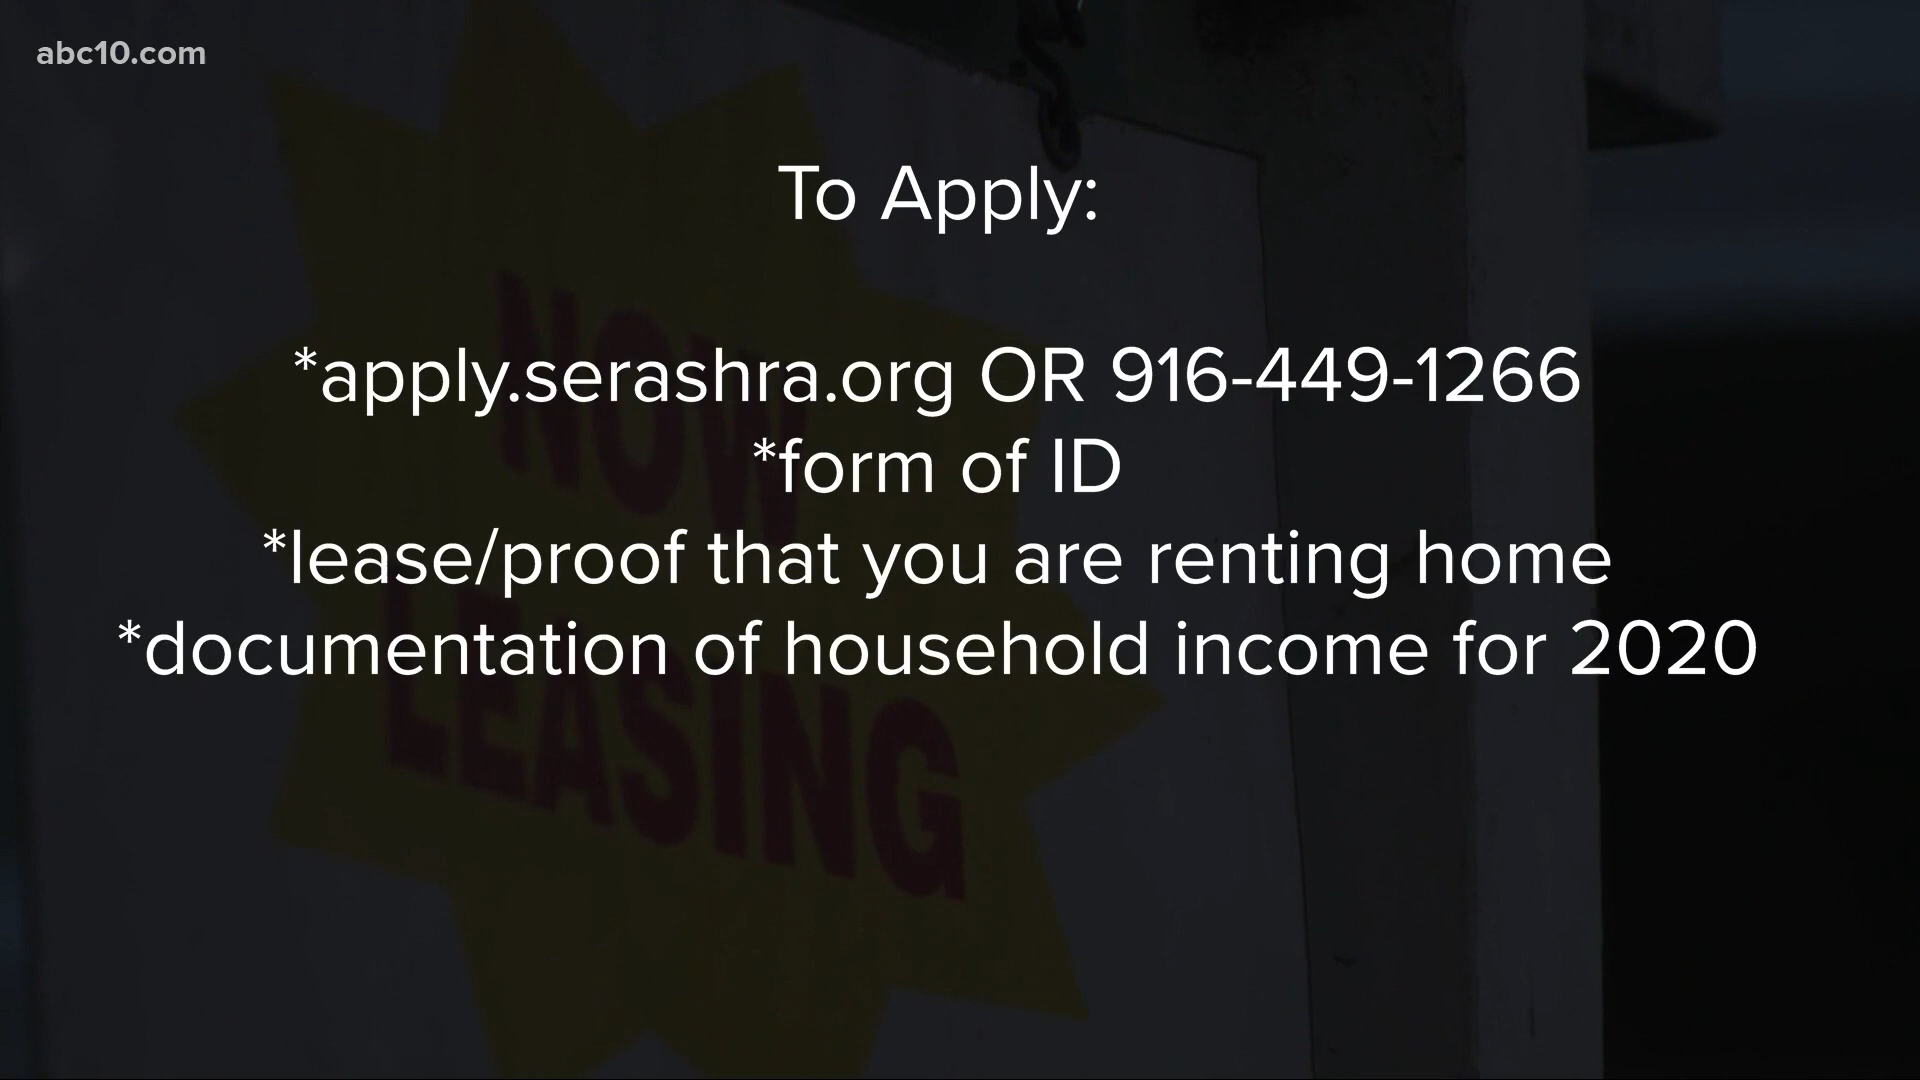 abc10.com
To Apply:
*apply.serashra.org OR 916-449-1266
*form of ID
*lease/proof that you are renting home
*documentation of household income for 2020
NOW
LEASING